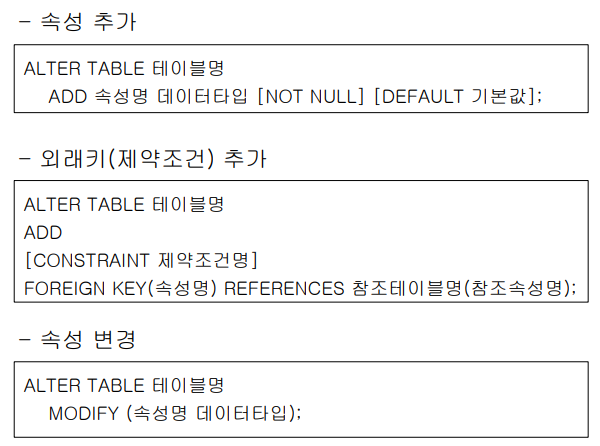 - 속성 추가
ALTER TABLE 테이블명
ADD 속성명 데이터타입 [NOT NULL] [DEFAULT 기본값];
- 외래키(제약조건) 추가
ALTER TABLE 테이블명
ADD
[CONSTRAINT 제약조건명]
FOREIGN KEY(속성명) REFERENCES 참조테이블명(참조속성명);
- 속성 변경
ALTER TABLE 테이블명
MODIFY (속성명 데이터타입);